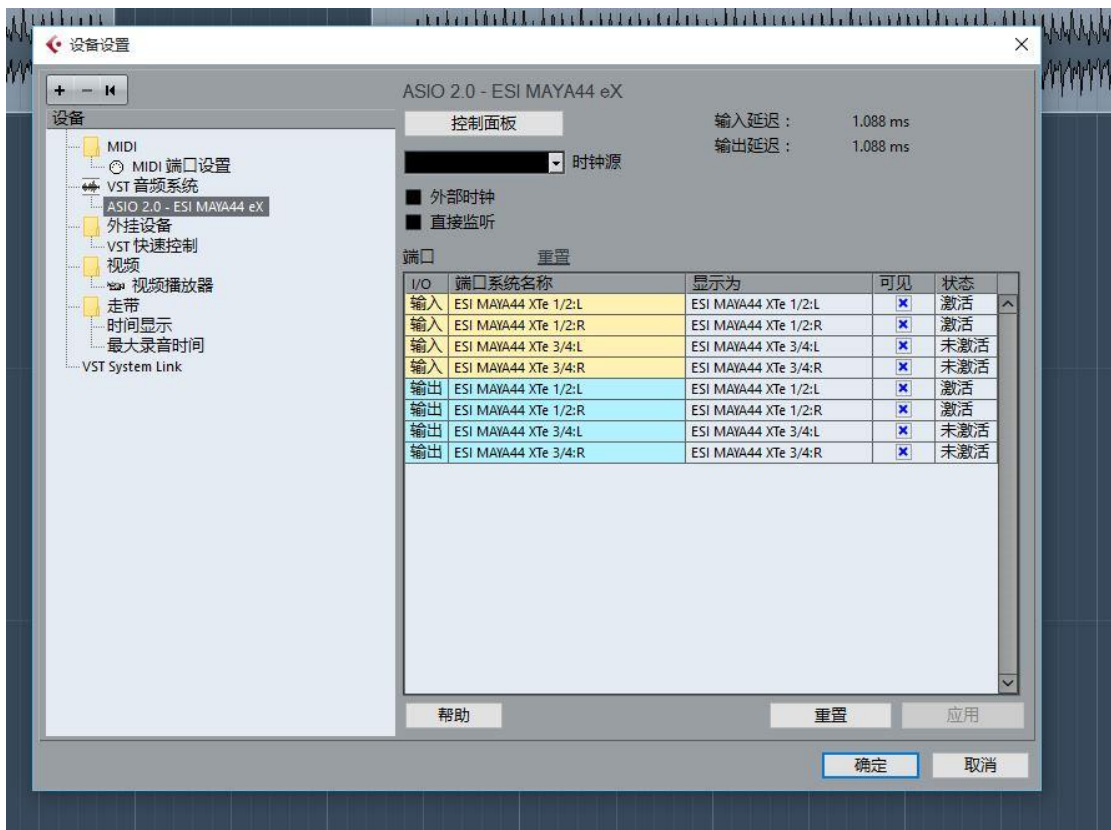 设备设置
设备
MIDI
MIDI 端口设置
VST 音频系统
ASIO 2.0 - ESI MAYA44 eX
外挂设备
VST 快速控制
视频
视频播放器
走带
时间显示
最大录音时间
VST System Link
ASIO 2.0 - ESI MAYA44 eX
控制面板
输入延迟： 1.088 ms
输出延迟： 1.088 ms
时钟源
外部时钟
直接监听
端口 重置
I/O 端口系统名称 显示为 可见 状态
输入 ESI MAYA44 XTe 1/2:L ESI MAYA44 XTe 1/2:L 激活
输入 ESI MAYA44 XTe 1/2:R ESI MAYA44 XTe 1/2:R 激活
输入 ESI MAYA44 XTe 3/4:L ESI MAYA44 XTe 3/4:L 未激活
输入 ESI MAYA44 XTe 3/4:R ESI MAYA44 XTe 3/4:R 未激活
输出 ESI MAYA44 XTe 1/2:L ESI MAYA44 XTe 1/2:L 激活
输出 ESI MAYA44 XTe 1/2:R ESI MAYA44 XTe 1/2:R 激活
输出 ESI MAYA44 XTe 3/4:L ESI MAYA44 XTe 3/4:L 未激活
输出 ESI MAYA44 XTe 3/4:R ESI MAYA44 XTe 3/4:R 未激活
帮助 重置 应用
确定 取消